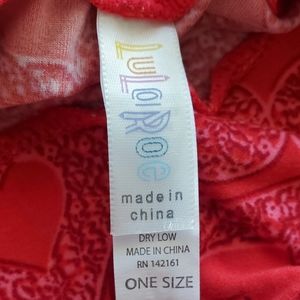 LuLaRoe
made in
china
DRY LOW
MADE IN CHINA
RN 142161
ONE SIZE